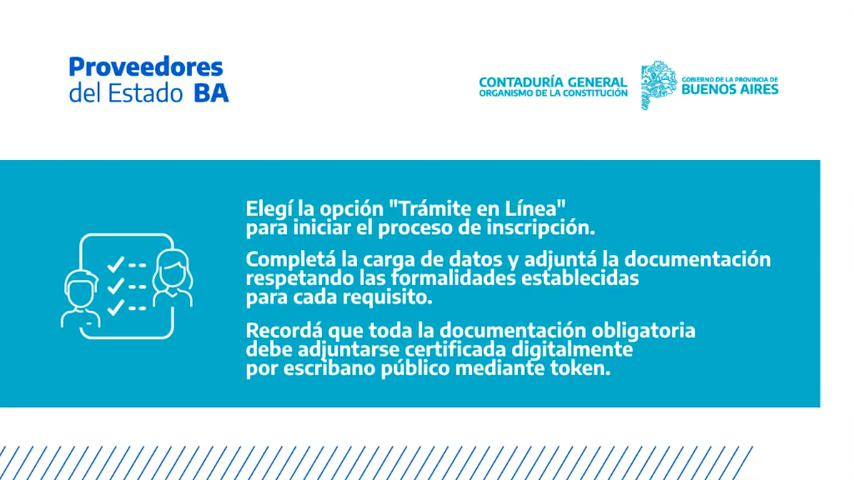 Proveedores
del Estado BA
CONTADURÍA GENERAL
ORGANISMO DE LA CONSTITUCIÓN
GOBIERNO DE LA PROVINCIA DE
BUENOS AIRES
Elegí la opción "Trámite en Línea"
para iniciar el proceso de inscripción.
Completá la carga de datos y adjuntá la documentación
respetando las formalidades establecidas
para cada requisito.
Recordá que toda la documentación obligatoria
debe adjuntarse certificada digitalmente
por escribano público mediante token.